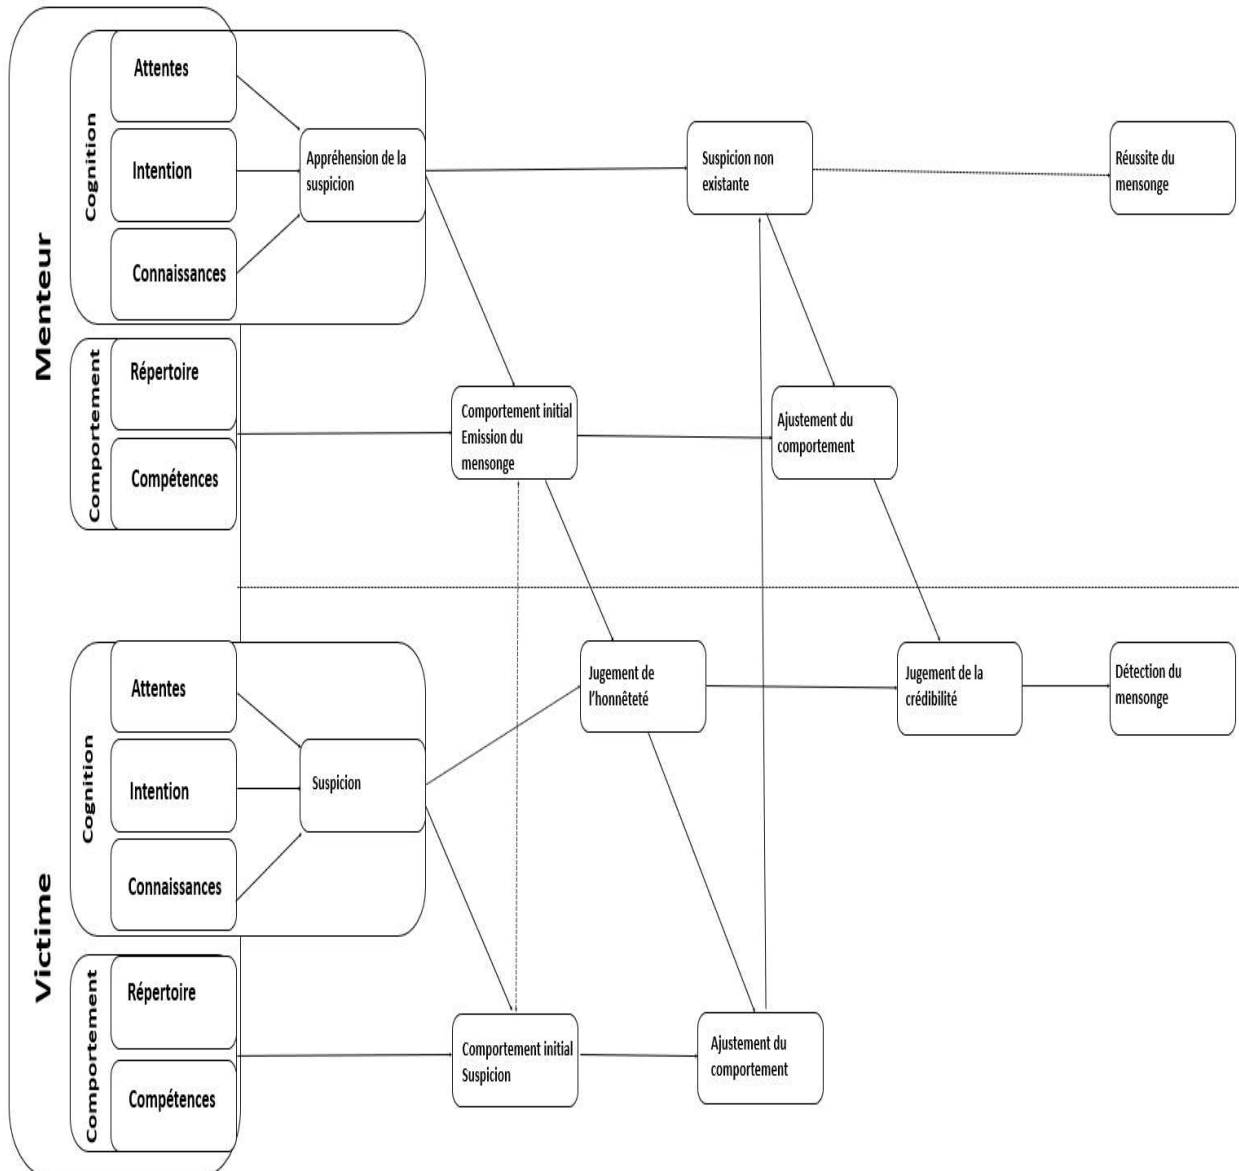 Menteur
Cognition
Attentes
Intention
Connaissances
Appréhension de la
suspicion
Suspicion non
existante
Réussite du
mensonge
Comportement
Répertoire
Compétences
Comportement initial
Emission du
mensonge
Ajustement du
comportement
Victime
Cognition
Attentes
Intention
Connaissances
Suspicion
Jugement de
l'honnêteté
Jugement de la
crédibilité
Détection du
mensonge
Comportement
Répertoire
Compétences
Comportement initial
Suspicion
Ajustement du
comportement